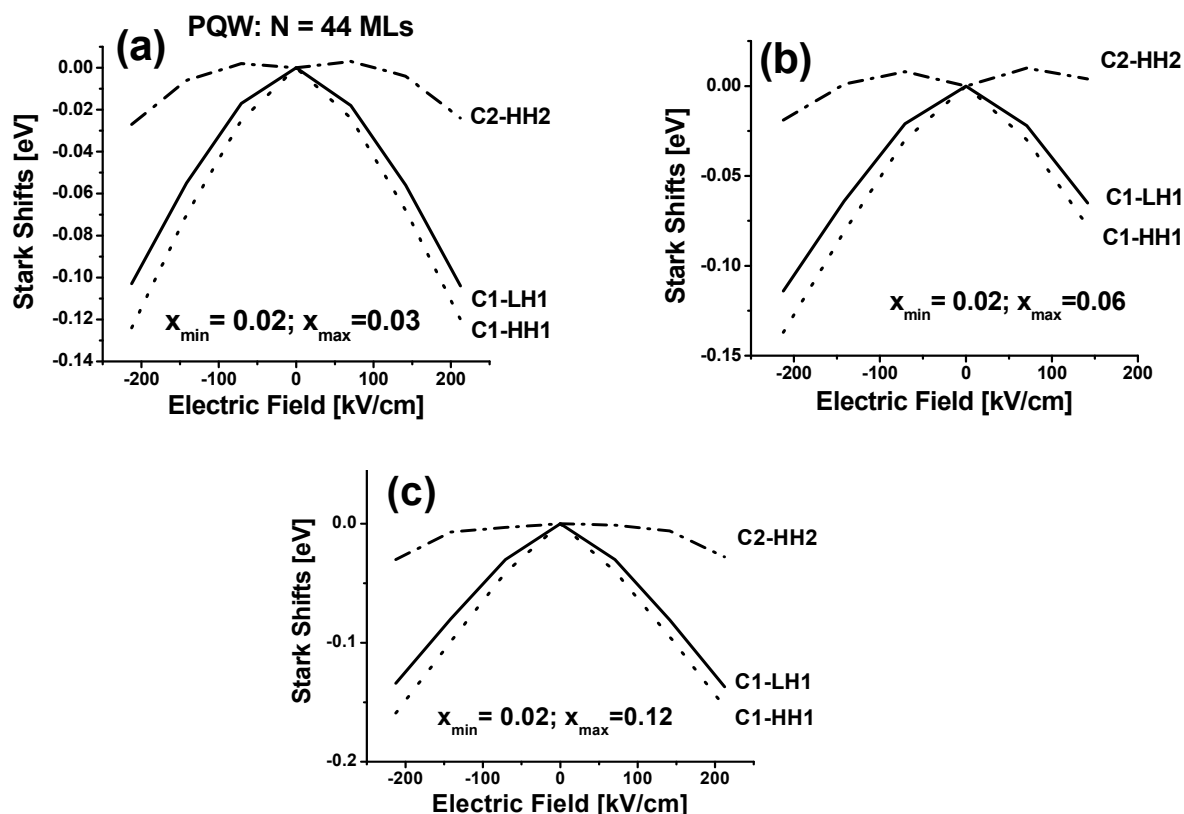 PQW: N = 44 MLs
(a)
0.00
-0.02
-0.04
-0.06
-0.08
-0.10
-0.12
-0.14
Stark Shifts [eV]
C2-HH2
C1-LH1
C1-HH1
x_min= 0.02; x_max=0.03
-200 -100 0 100 200
Electric Field [kV/cm]
(b)
0.00
-0.05
-0.10
-0.15
Stark Shifts [eV]
C2-HH2
C1-LH1
C1-HH1
x_min= 0.02; x_max=0.06
-200 -100 0 100 200
Electric Field [kV/cm]
(c)
0.0
-0.1
-0.2
Stark Shifts [eV]
C2-HH2
C1-LH1
C1-HH1
x_min= 0.02; x_max=0.12
-200 -100 0 100 200
Electric Field [kV/cm]